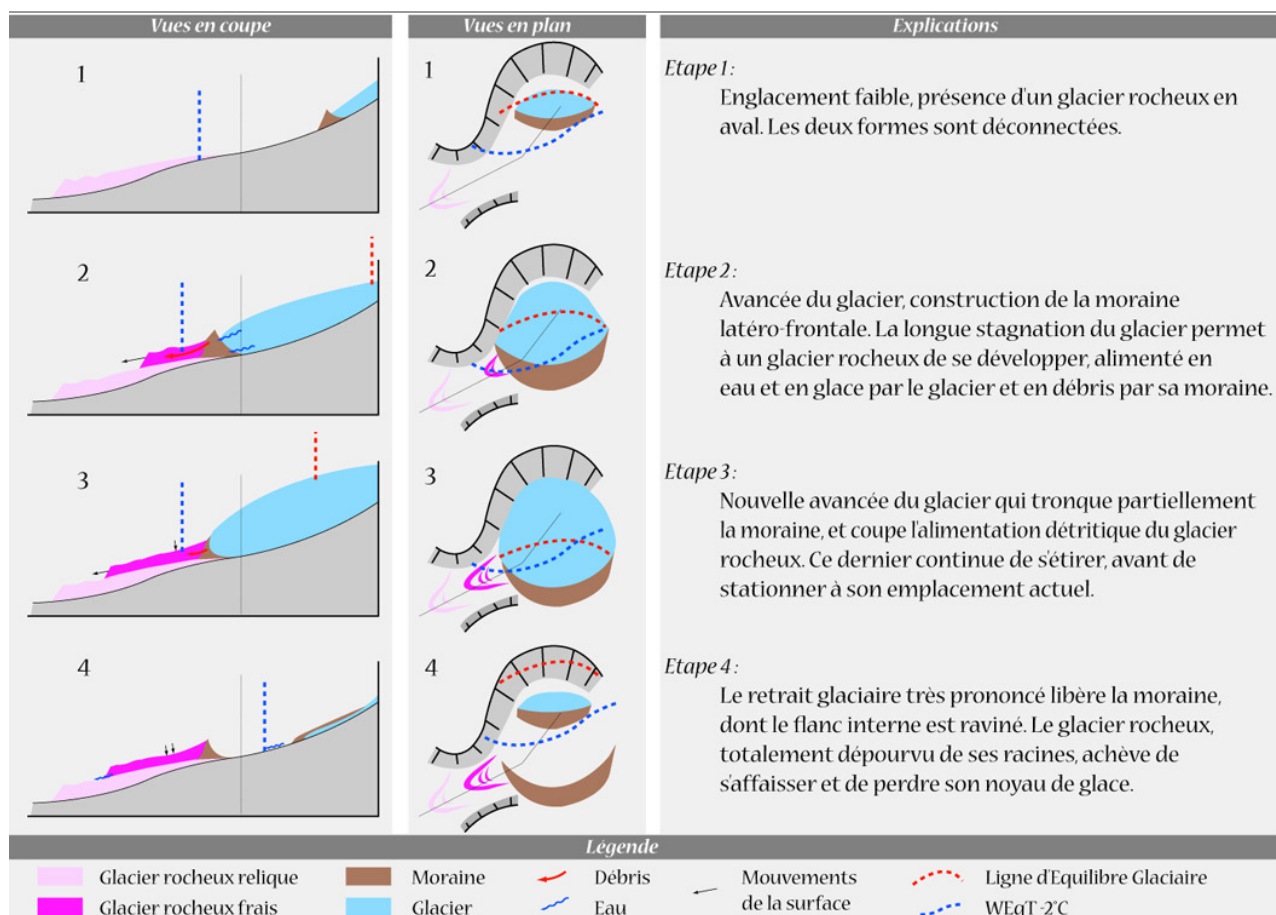 Vues en coupe
Vues en plan
Explications
1
1
Etape 1 :
Englacement faible, présence d'un glacier rocheux en
aval. Les deux formes sont déconnectées.
2
2
Etape 2 :
Avancée du glacier, construction de la moraine
latéro-frontale. La longue stagnation du glacier permet
à un glacier rocheux de se développer, alimenté en
eau et en glace par le glacier et en débris par sa moraine.
3
3
Etape 3 :
Nouvelle avancée du glacier qui tronque partiellement
la moraine, et coupe l'alimentation détritique du glacier
rocheux. Ce dernier continue de s'étirer, avant de
stationner à son emplacement actuel.
4
4
Etape 4 :
Le retrait glaciaire très prononcé libère la moraine,
dont le flanc interne est raviné. Le glacier rocheux,
totalement dépourvu de ses racines, achève de
s'affaisser et de perdre son noyau de glace.
Légende
Glacier rocheux relique
Moraine
Débris
Mouvements
de la surface
Ligne d'Equilibre Glaciaire
Glacier rocheux frais
Glacier
Eau
WEqT -2°C